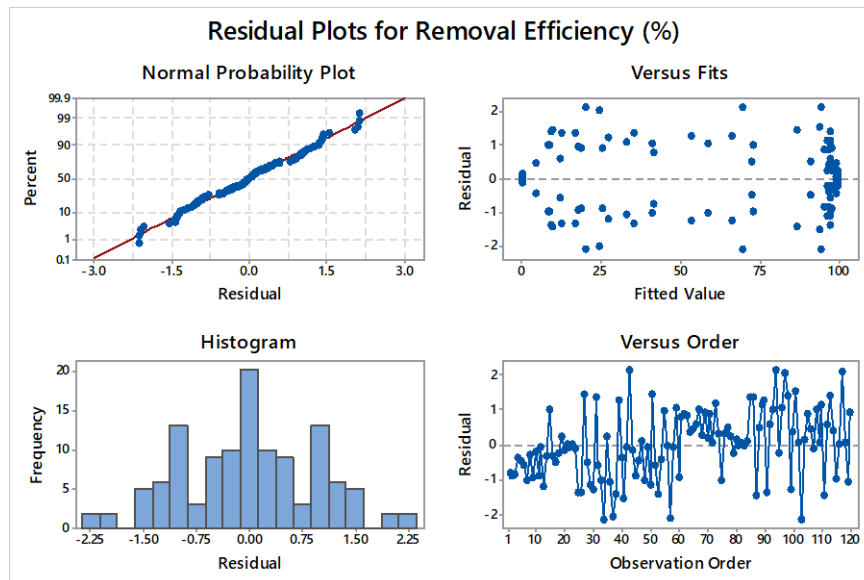 Residual Plots for Removal Efficiency (%)
Normal Probability Plot
99.9
99
90
50
10
1
0.1
Percent
-3.0 -1.5 0.0 1.5 3.0
Residual
Versus Fits
2
1
0
-1
-2
Residual
0 25 50 75 100
Fitted Value
Histogram
20
15
10
5
0
Frequency
-2.25 -1.50 -0.75 0.00 0.75 1.50 2.25
Residual
Versus Order
2
1
0
-1
-2
Residual
1 10 20 30 40 50 60 70 80 90 100 110 120
Observation Order